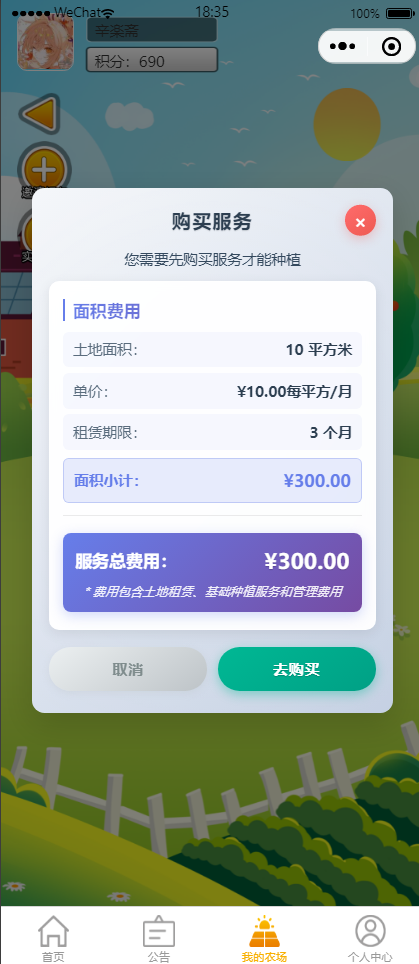 WeChat 18:35 100%
辛楽斋
积分：690
购买服务
您需要先购买服务才能种植
面积费用
土地面积： 10 平方米
单价： ¥10.00每平方/月
租赁期限： 3 个月
面积小计： ¥300.00
服务总费用： ¥300.00
* 费用包含土地租赁、基础种植服务和管理费用
取消 去购买
首页 公告 我的农场 个人中心